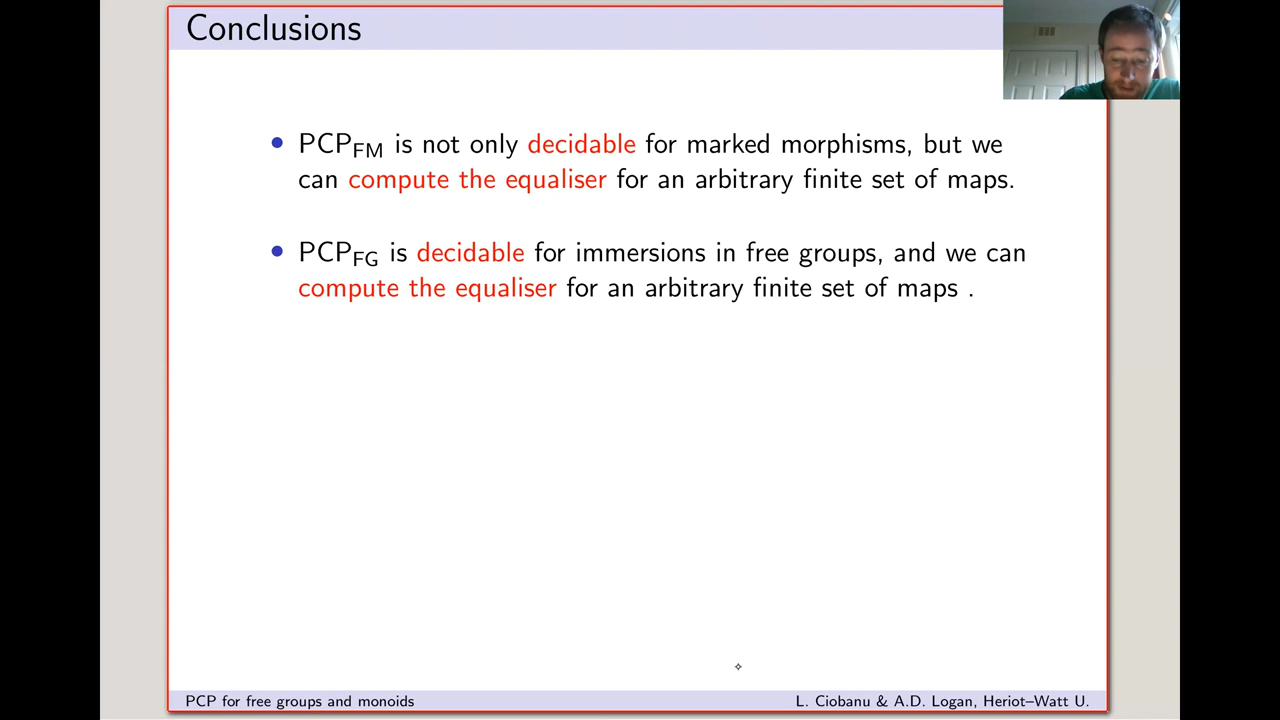 Conclusions
• PCP_FM is not only decidable for marked morphisms, but we
can compute the equaliser for an arbitrary finite set of maps.
• PCP_FG is decidable for immersions in free groups, and we can
compute the equaliser for an arbitrary finite set of maps .
PCP for free groups and monoids
L. Ciobanu & A.D. Logan, Heriot–Watt U.